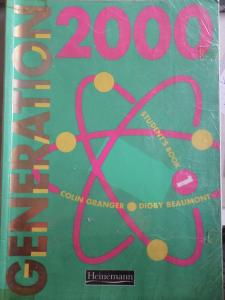 GENERATION
2000
STUDENT'S BOOK
1
COLIN GRANGER DIGBY BEAUMONT
Heinemann